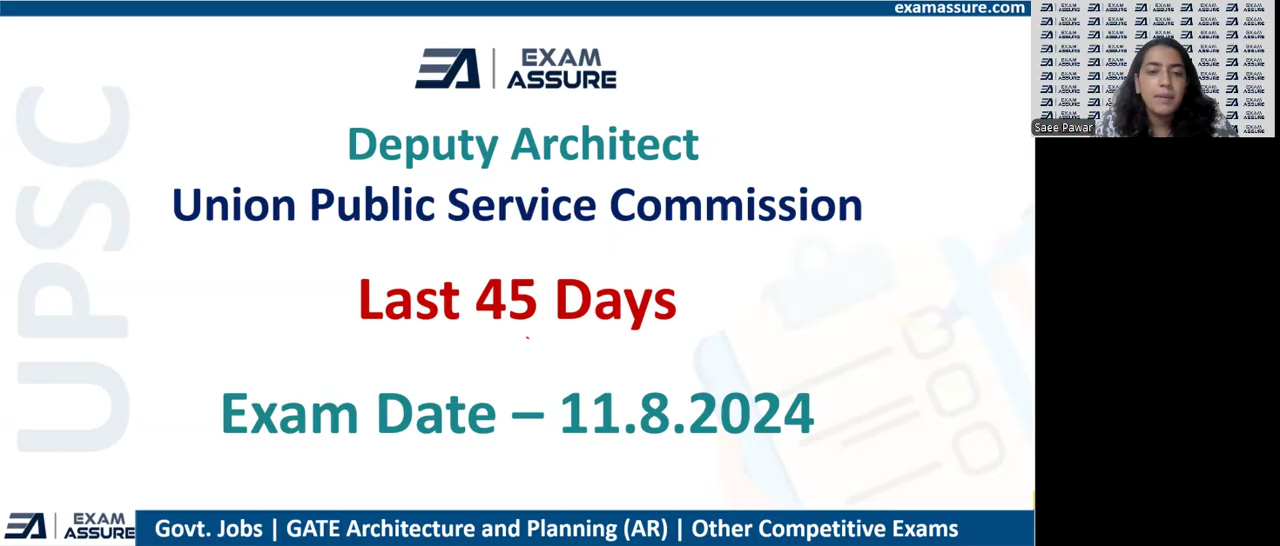 examassure.com
EXAM
ASSURE
Deputy Architect
Union Public Service Commission
Last 45 Days
Exam Date – 11.8.2024
UPSC
EXAM
ASSURE
Govt. Jobs | GATE Architecture and Planning (AR) | Other Competitive Exams
Saee Pawar